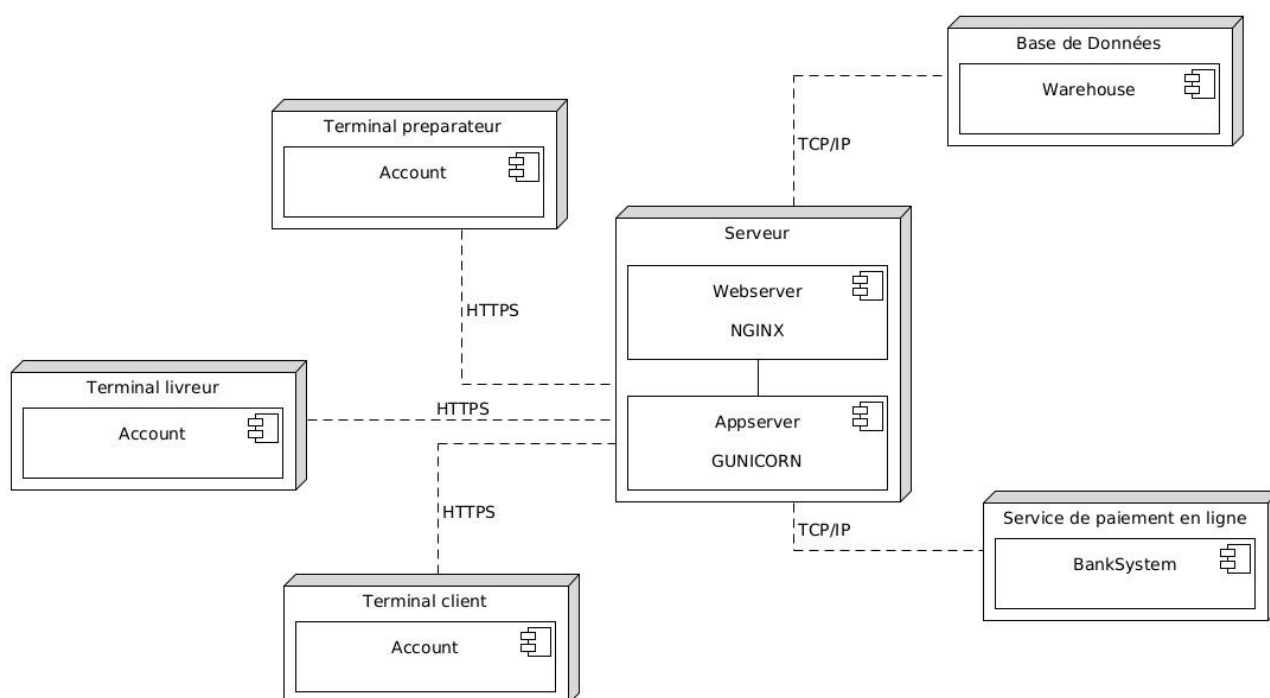 Base de Données
Warehouse
TCP/IP
Terminal preparateur
Account
HTTPS
Serveur
Webserver
NGINX
Appserver
GUNICORN
Terminal livreur
Account
HTTPS
HTTPS
Terminal client
Account
TCP/IP
Service de paiement en ligne
BankSystem